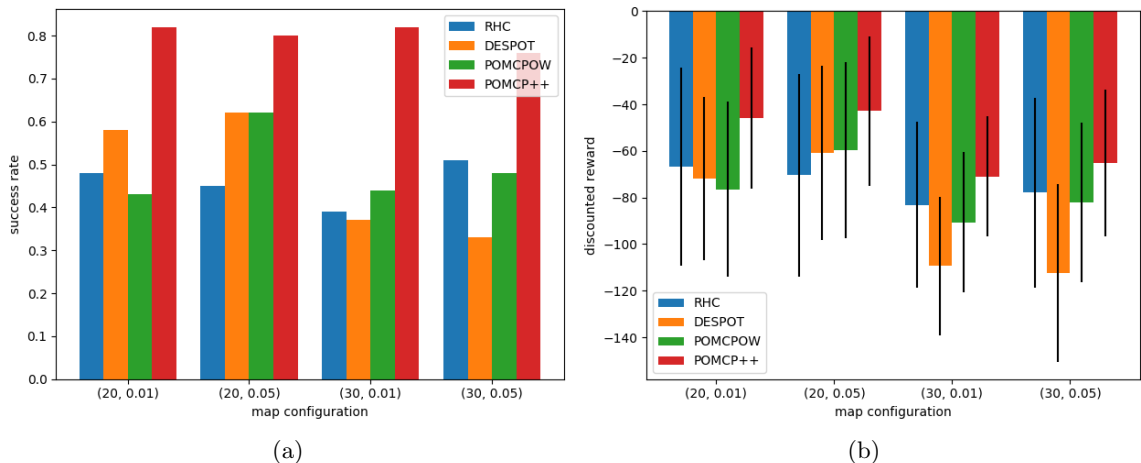 0.8
0.7
0.6
0.5
0.4
0.3
0.2
0.1
0.0
success rate
RHC
DESPOT
POMCPOW
POMCP++
(20, 0.01) (20, 0.05) (30, 0.01) (30, 0.05)
map configuration
(a)
0
−20
−40
−60
−80
−100
−120
−140
discounted reward
RHC
DESPOT
POMCPOW
POMCP++
(20, 0.01) (20, 0.05) (30, 0.01) (30, 0.05)
map configuration
(b)